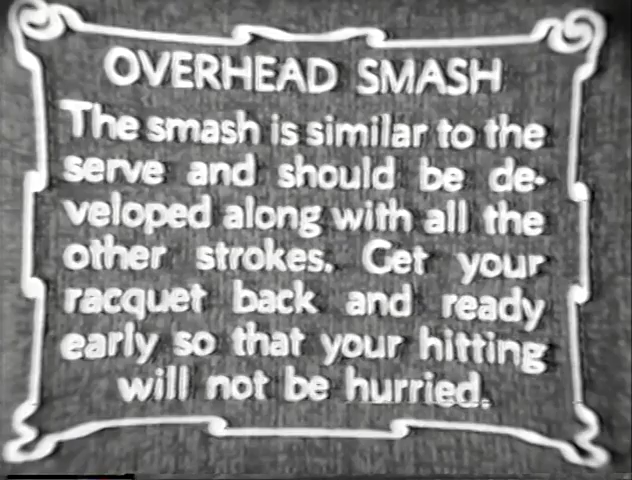 OVERHEAD SMASH
The smash is similar to the
serve and should be de-
veloped along with all the
other strokes. Get your
racquet back and ready
early so that your hitting
will not be hurried.